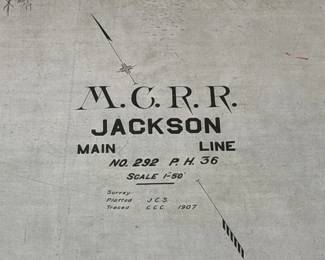 M.C.R.R.
JACKSON
MAIN LINE
NO. 292 P. H. 36
SCALE 1"=50'
Survey
Platted J.C.S.
Traced C.C.C. 1907